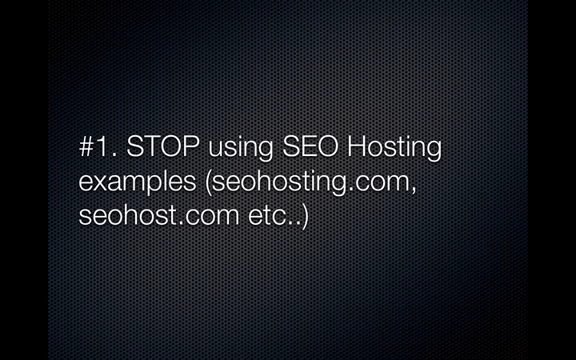 #1. STOP using SEO Hosting
examples (seohosting.com,
seohost.com etc..)